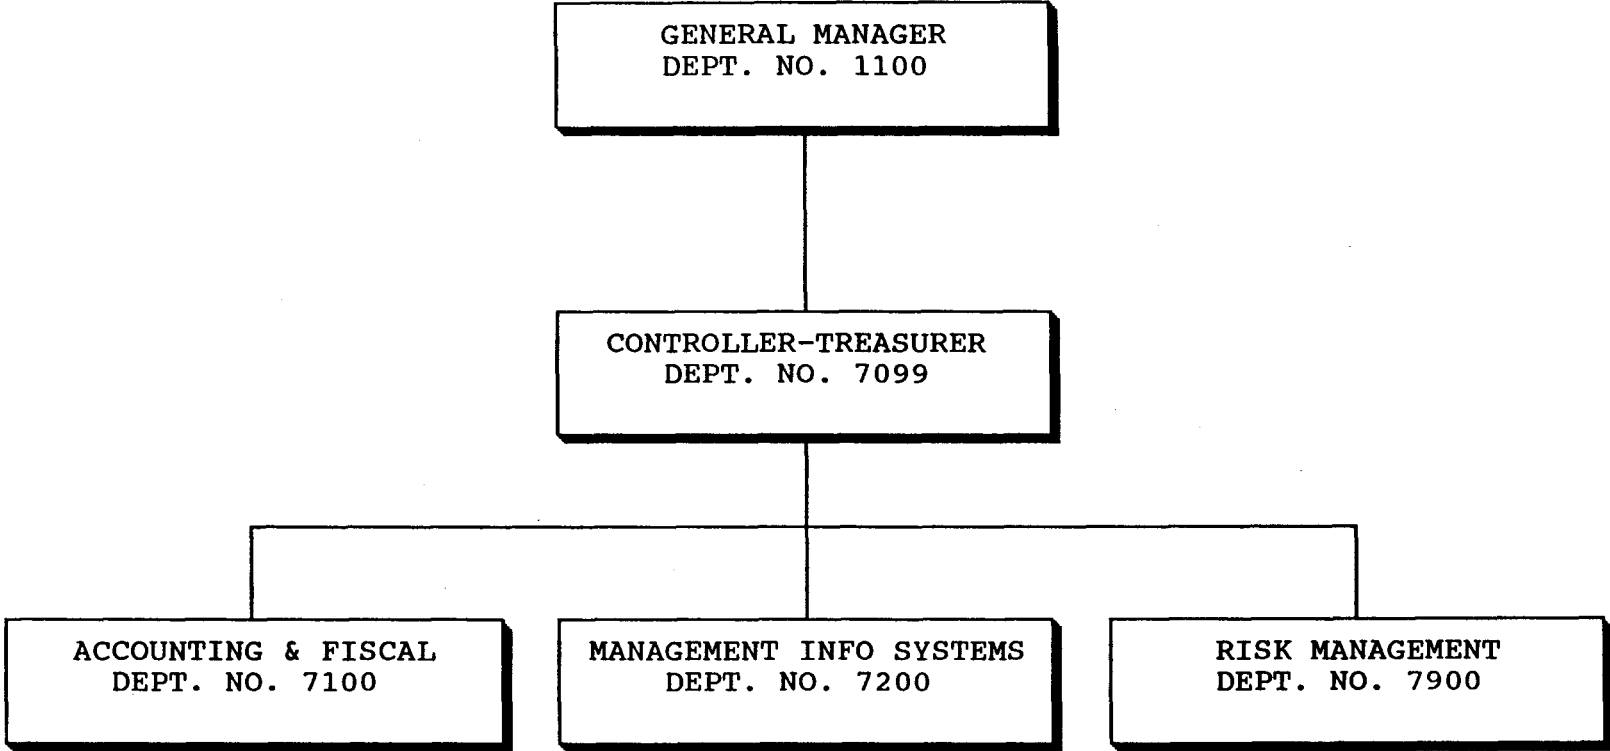 GENERAL MANAGER
DEPT. NO. 1100
CONTROLLER-TREASURER
DEPT. NO. 7099
ACCOUNTING & FISCAL
DEPT. NO. 7100
MANAGEMENT INFO SYSTEMS
DEPT. NO. 7200
RISK MANAGEMENT
DEPT. NO. 7900